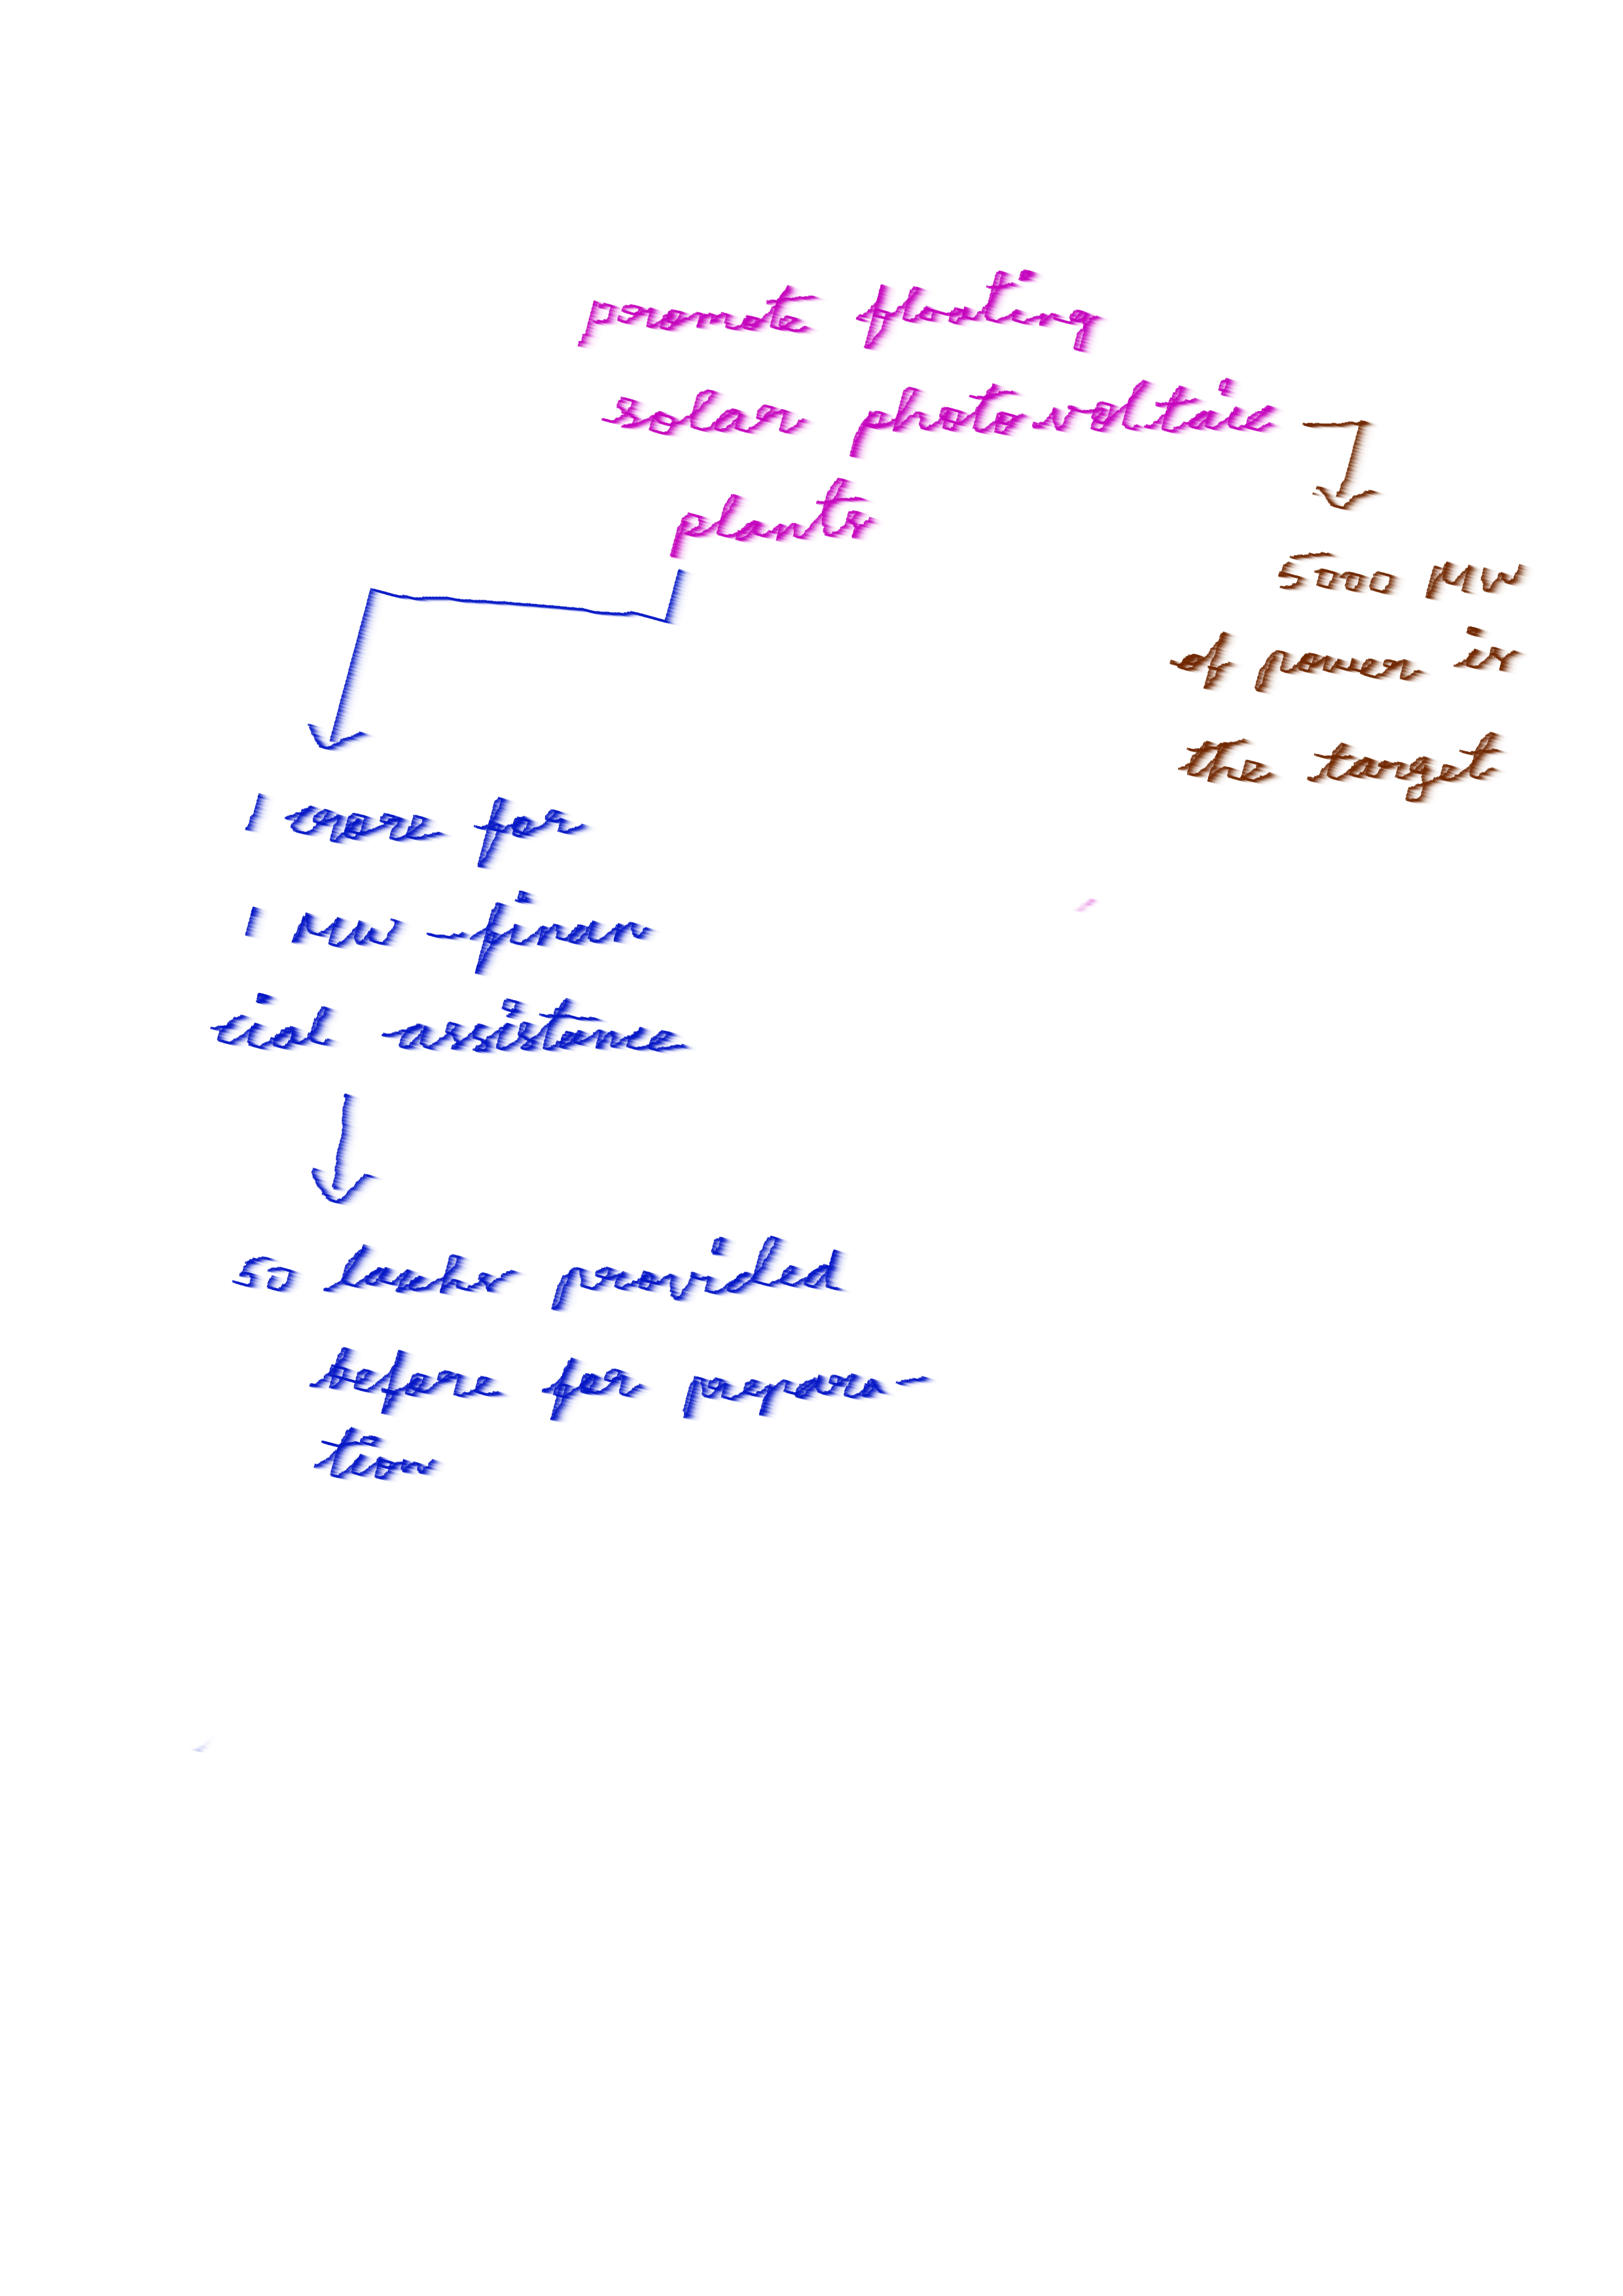 promote floating
solar photovoltaic
plants
5000 MW
of power is
the target
1 crore for
1 MW - finan
cial assistance
50 lackhs provided
before for prepara-
tion